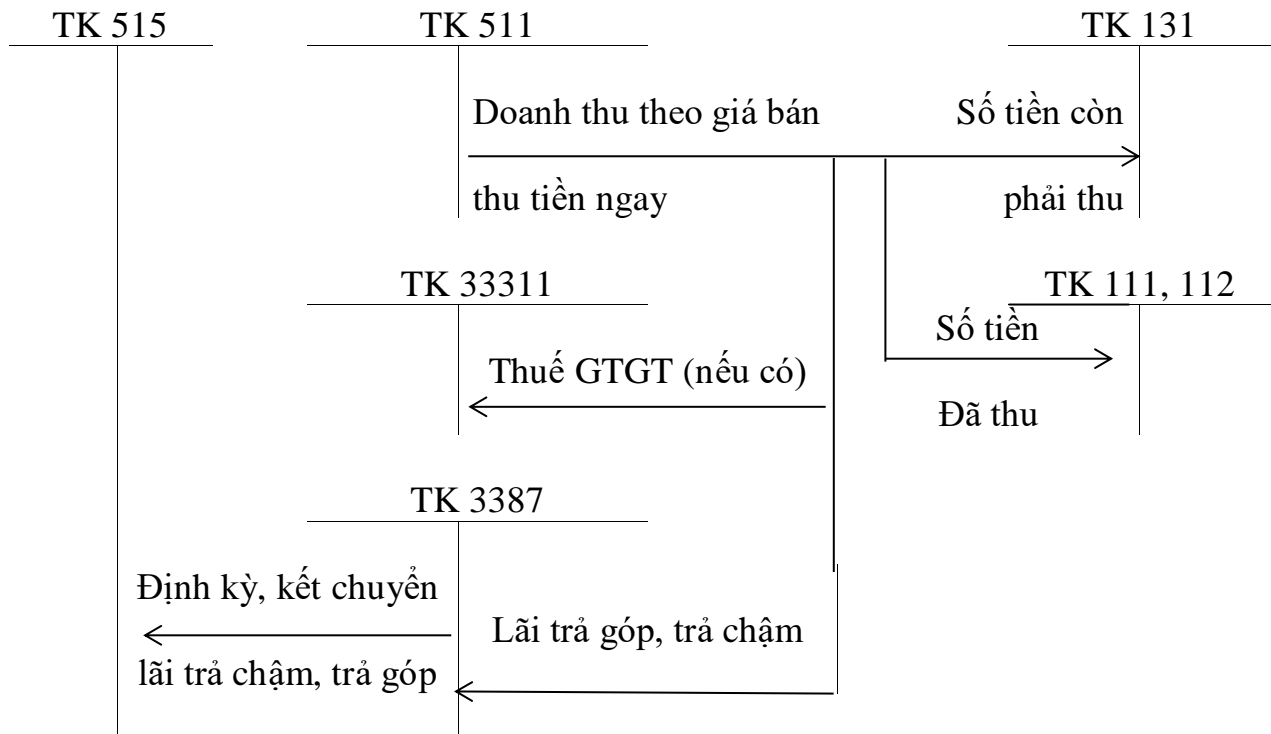 TK 515
TK 511
TK 131
Doanh thu theo giá bán
Số tiền còn
thu tiền ngay
phải thu
TK 33311
TK 111, 112
Số tiền
Thuế GTGT (nếu có)
Đã thu
TK 3387
Định kỳ, kết chuyển
Lãi trả góp, trả chậm
lãi trả chậm, trả góp